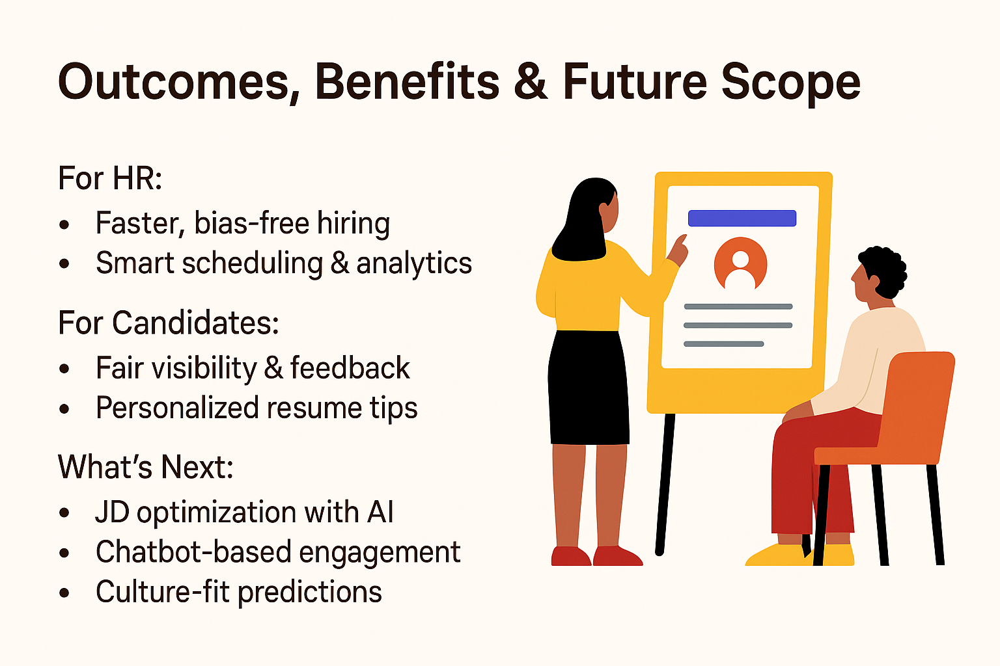 Outcomes, Benefits & Future Scope
For HR:
• Faster, bias-free hiring
• Smart scheduling & analytics
For Candidates:
• Fair visibility & feedback
• Personalized resume tips
What’s Next:
• JD optimization with AI
• Chatbot-based engagement
• Culture-fit predictions